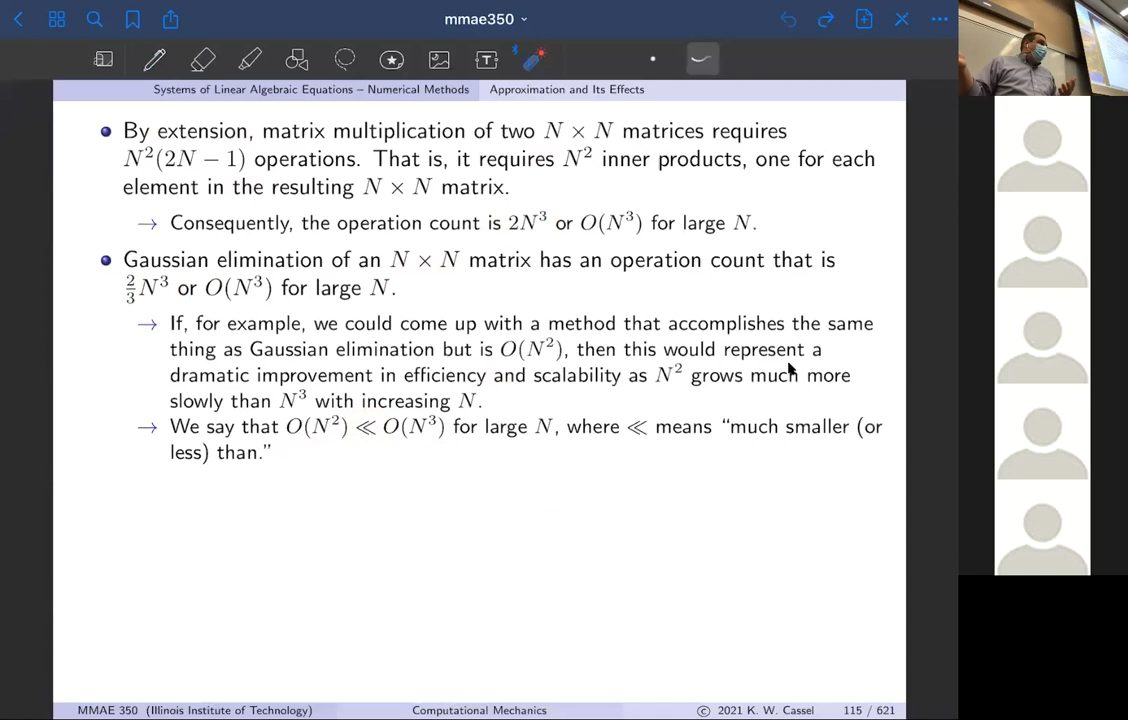 mmae350
Systems of Linear Algebraic Equations – Numerical Methods Approximation and Its Effects
By extension, matrix multiplication of two N × N matrices requires
N²(2N − 1) operations. That is, it requires N² inner products, one for each
element in the resulting N × N matrix.
→ Consequently, the operation count is 2N³ or O(N³) for large N.
Gaussian elimination of an N × N matrix has an operation count that is
⅔N³ or O(N³) for large N.
→ If, for example, we could come up with a method that accomplishes the same
thing as Gaussian elimination but is O(N²), then this would represent a
dramatic improvement in efficiency and scalability as N² grows much more
slowly than N³ with increasing N.
→ We say that O(N²) ≪ O(N³) for large N, where ≪ means “much smaller (or
less) than.”
MMAE 350 (Illinois Institute of Technology) Computational Mechanics © 2021 K. W. Cassel 115 / 621